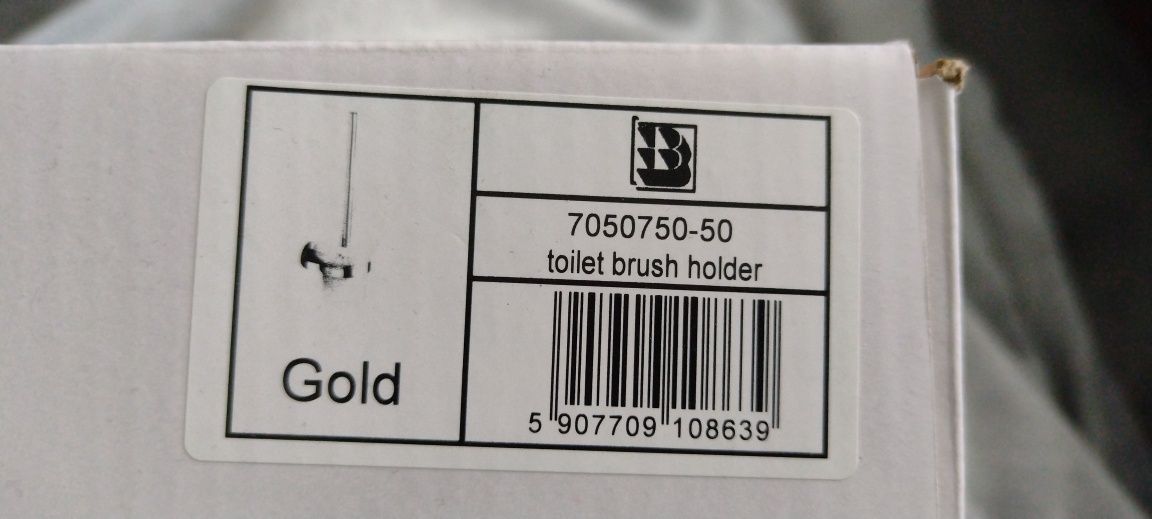 B
7050750-50
toilet brush holder
Gold
5 907709 108639